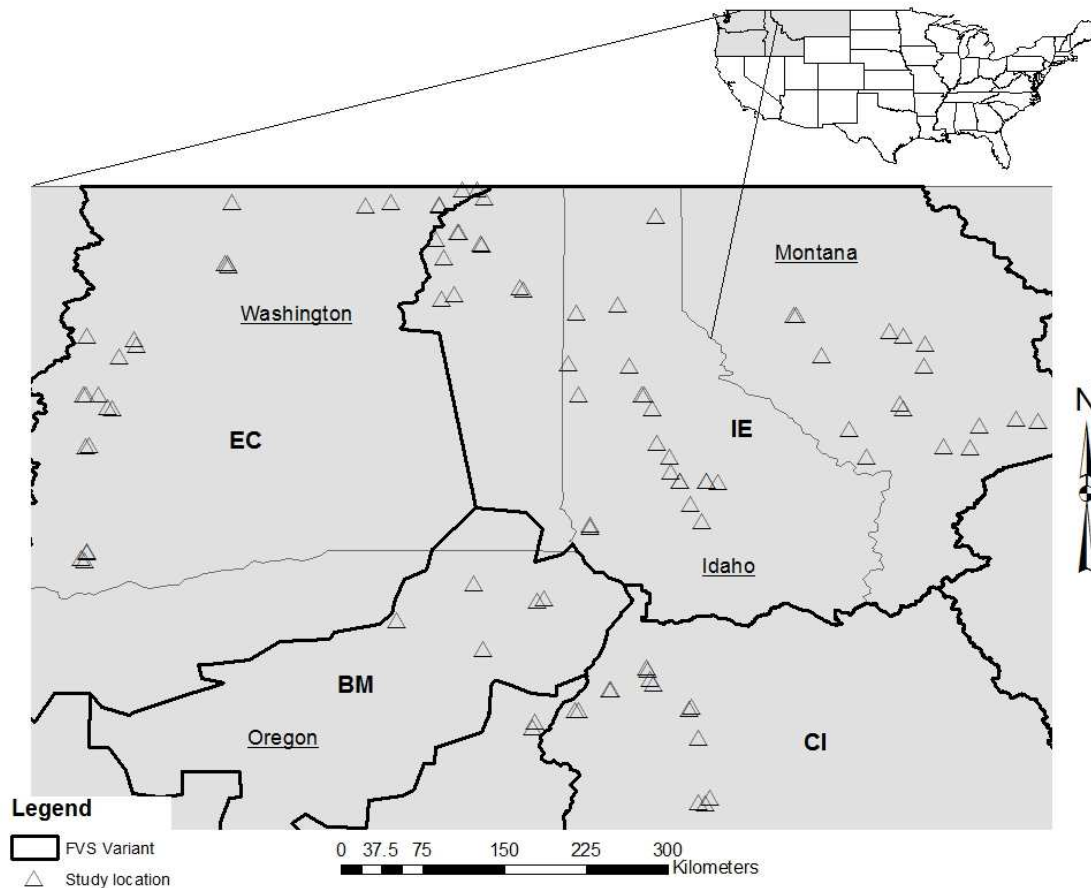 Montana
Washington
N
EC
IE
Idaho
BM
Oregon
CI
Legend
FVS Variant
Study location
0 37.5 75 150 225 300
Kilometers